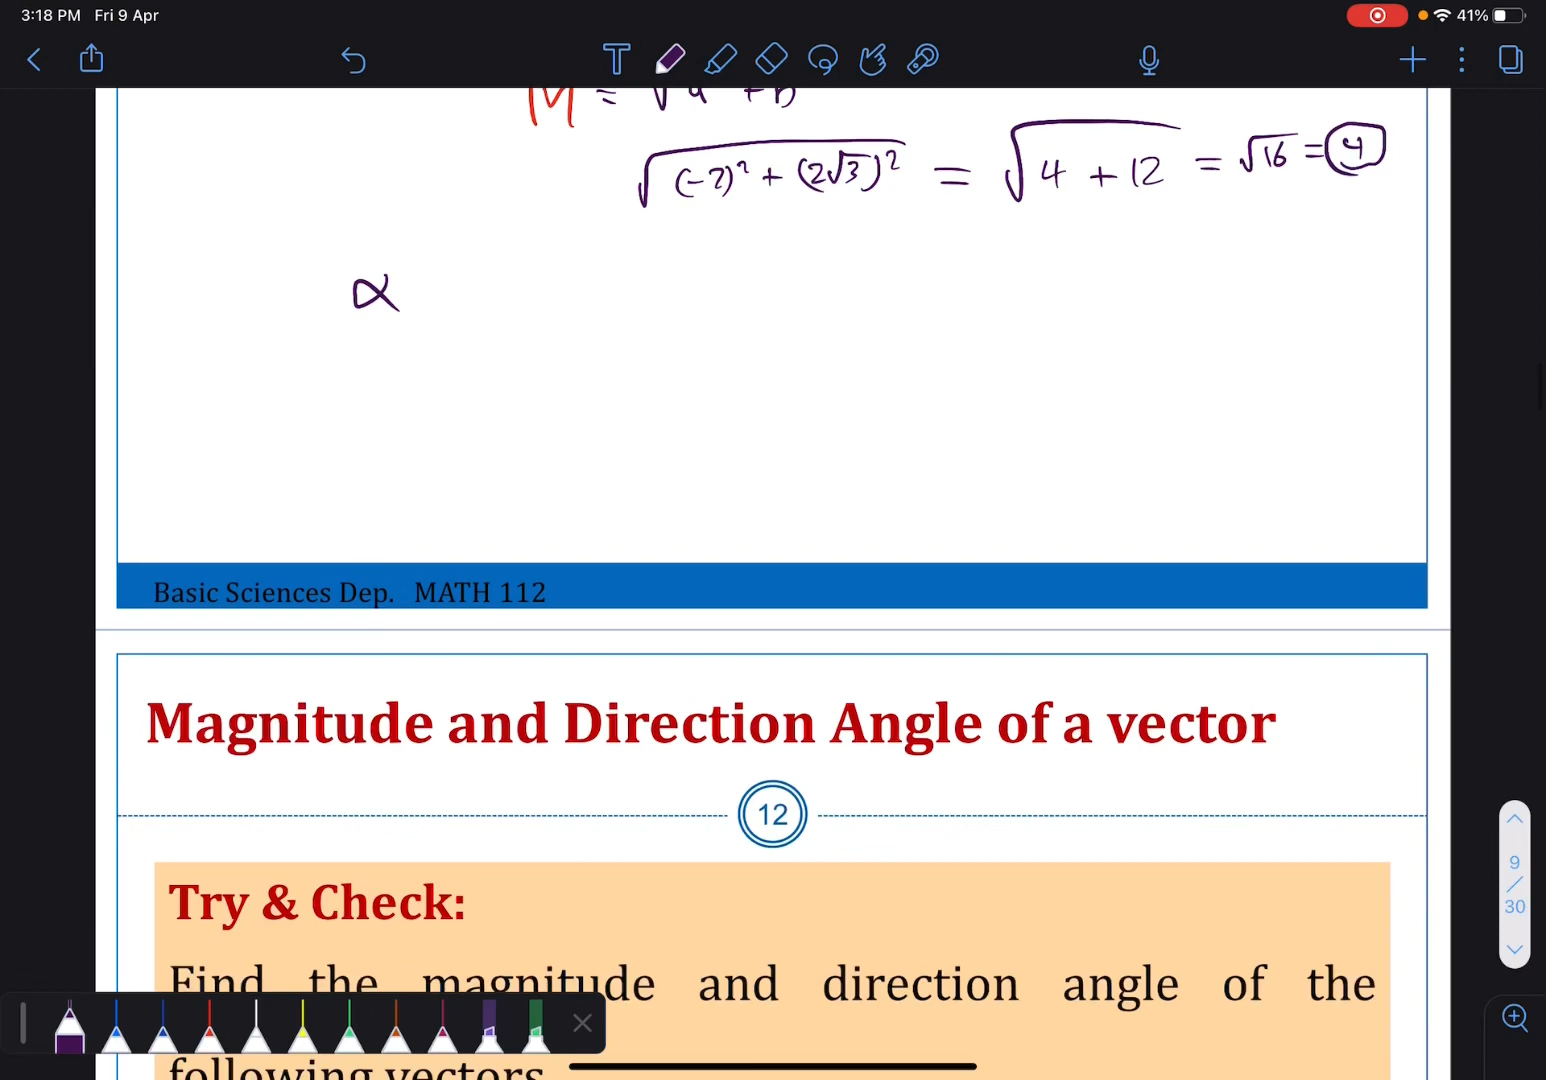 3:18 PM Fri 9 Apr 41%
M = √a + b
√(-2)² + (2√3)² = √4 + 12 = √16 = 4
α
Basic Sciences Dep. MATH 112
Magnitude and Direction Angle of a vector
12
Try & Check:
Find the magnitude and direction angle of the
following vectors
9
/
30